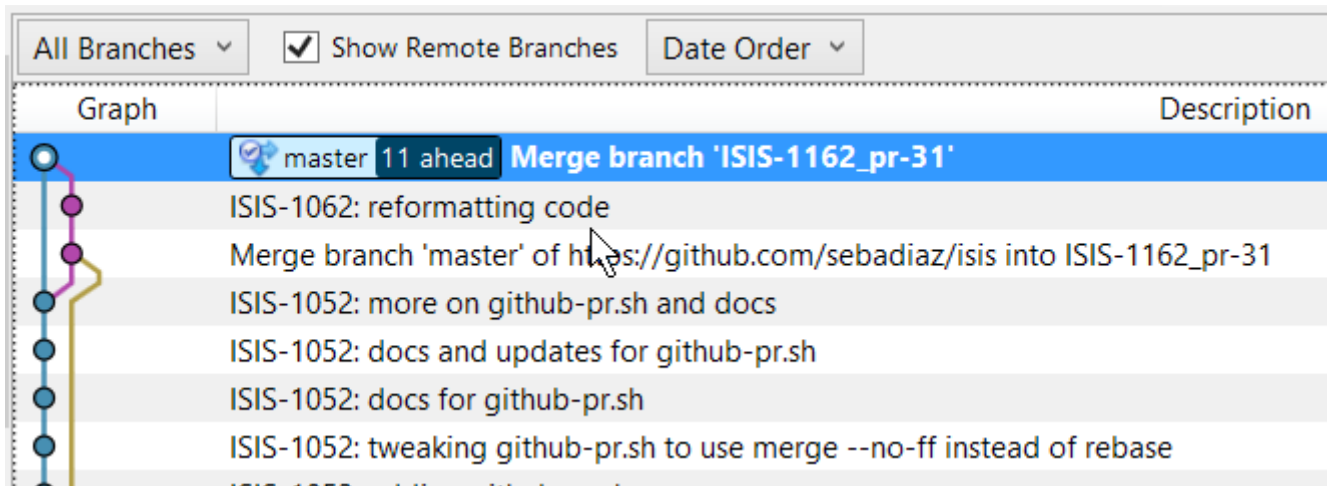 All Branches Show Remote Branches Date Order
Graph Description
master 11 ahead Merge branch 'ISIS-1162_pr-31'
ISIS-1062: reformatting code
Merge branch 'master' of https://github.com/sebadiaz/isis into ISIS-1162_pr-31
ISIS-1052: more on github-pr.sh and docs
ISIS-1052: docs and updates for github-pr.sh
ISIS-1052: docs for github-pr.sh
ISIS-1052: tweaking github-pr.sh to use merge --no-ff instead of rebase